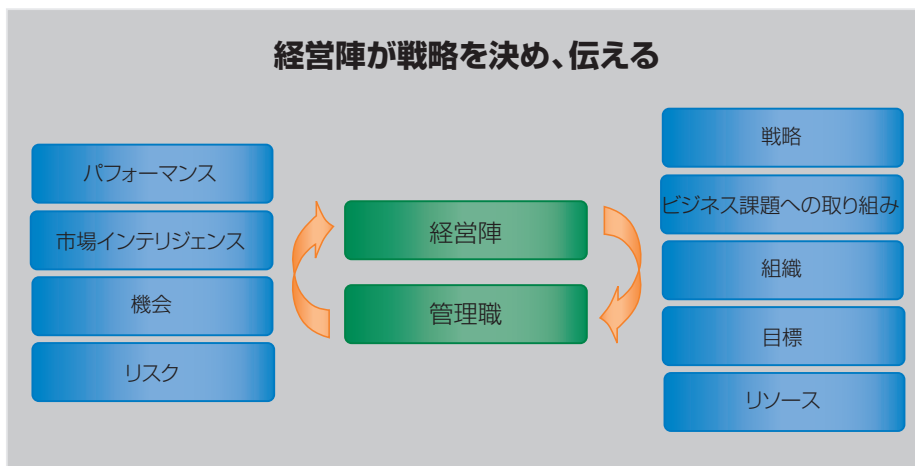 経営陣が戦略を決め、伝える
パフォーマンス
市場インテリジェンス
機会
リスク
経営陣
管理職
戦略
ビジネス課題への取り組み
組織
目標
リソース